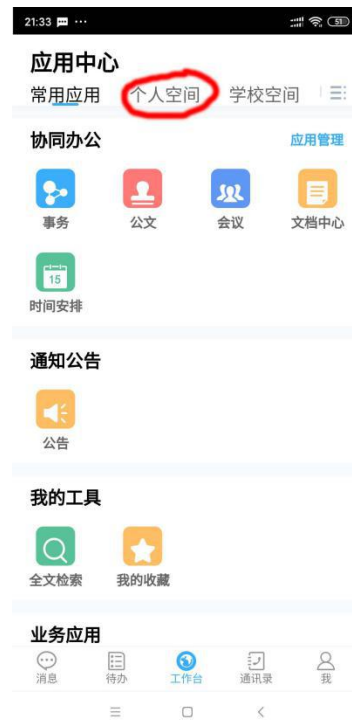 21:33 ··· 51
应用中心
常用应用 个人空间 学校空间
协同办公 应用管理
事务 公文 会议 文档中心
15
时间安排
通知公告
公告
我的工具
全文检索 我的收藏
业务应用
消息 待办 工作台 通讯录 我